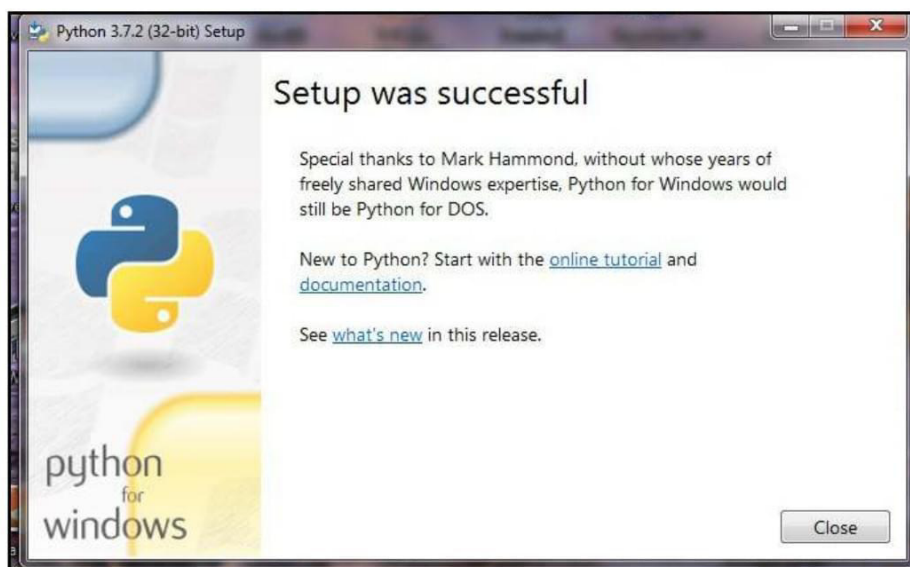 Python 3.7.2 (32-bit) Setup
Setup was successful
Special thanks to Mark Hammond, without whose years of
freely shared Windows expertise, Python for Windows would
still be Python for DOS.
New to Python? Start with the online tutorial and
documentation.
See what's new in this release.
python
for
windows
Close